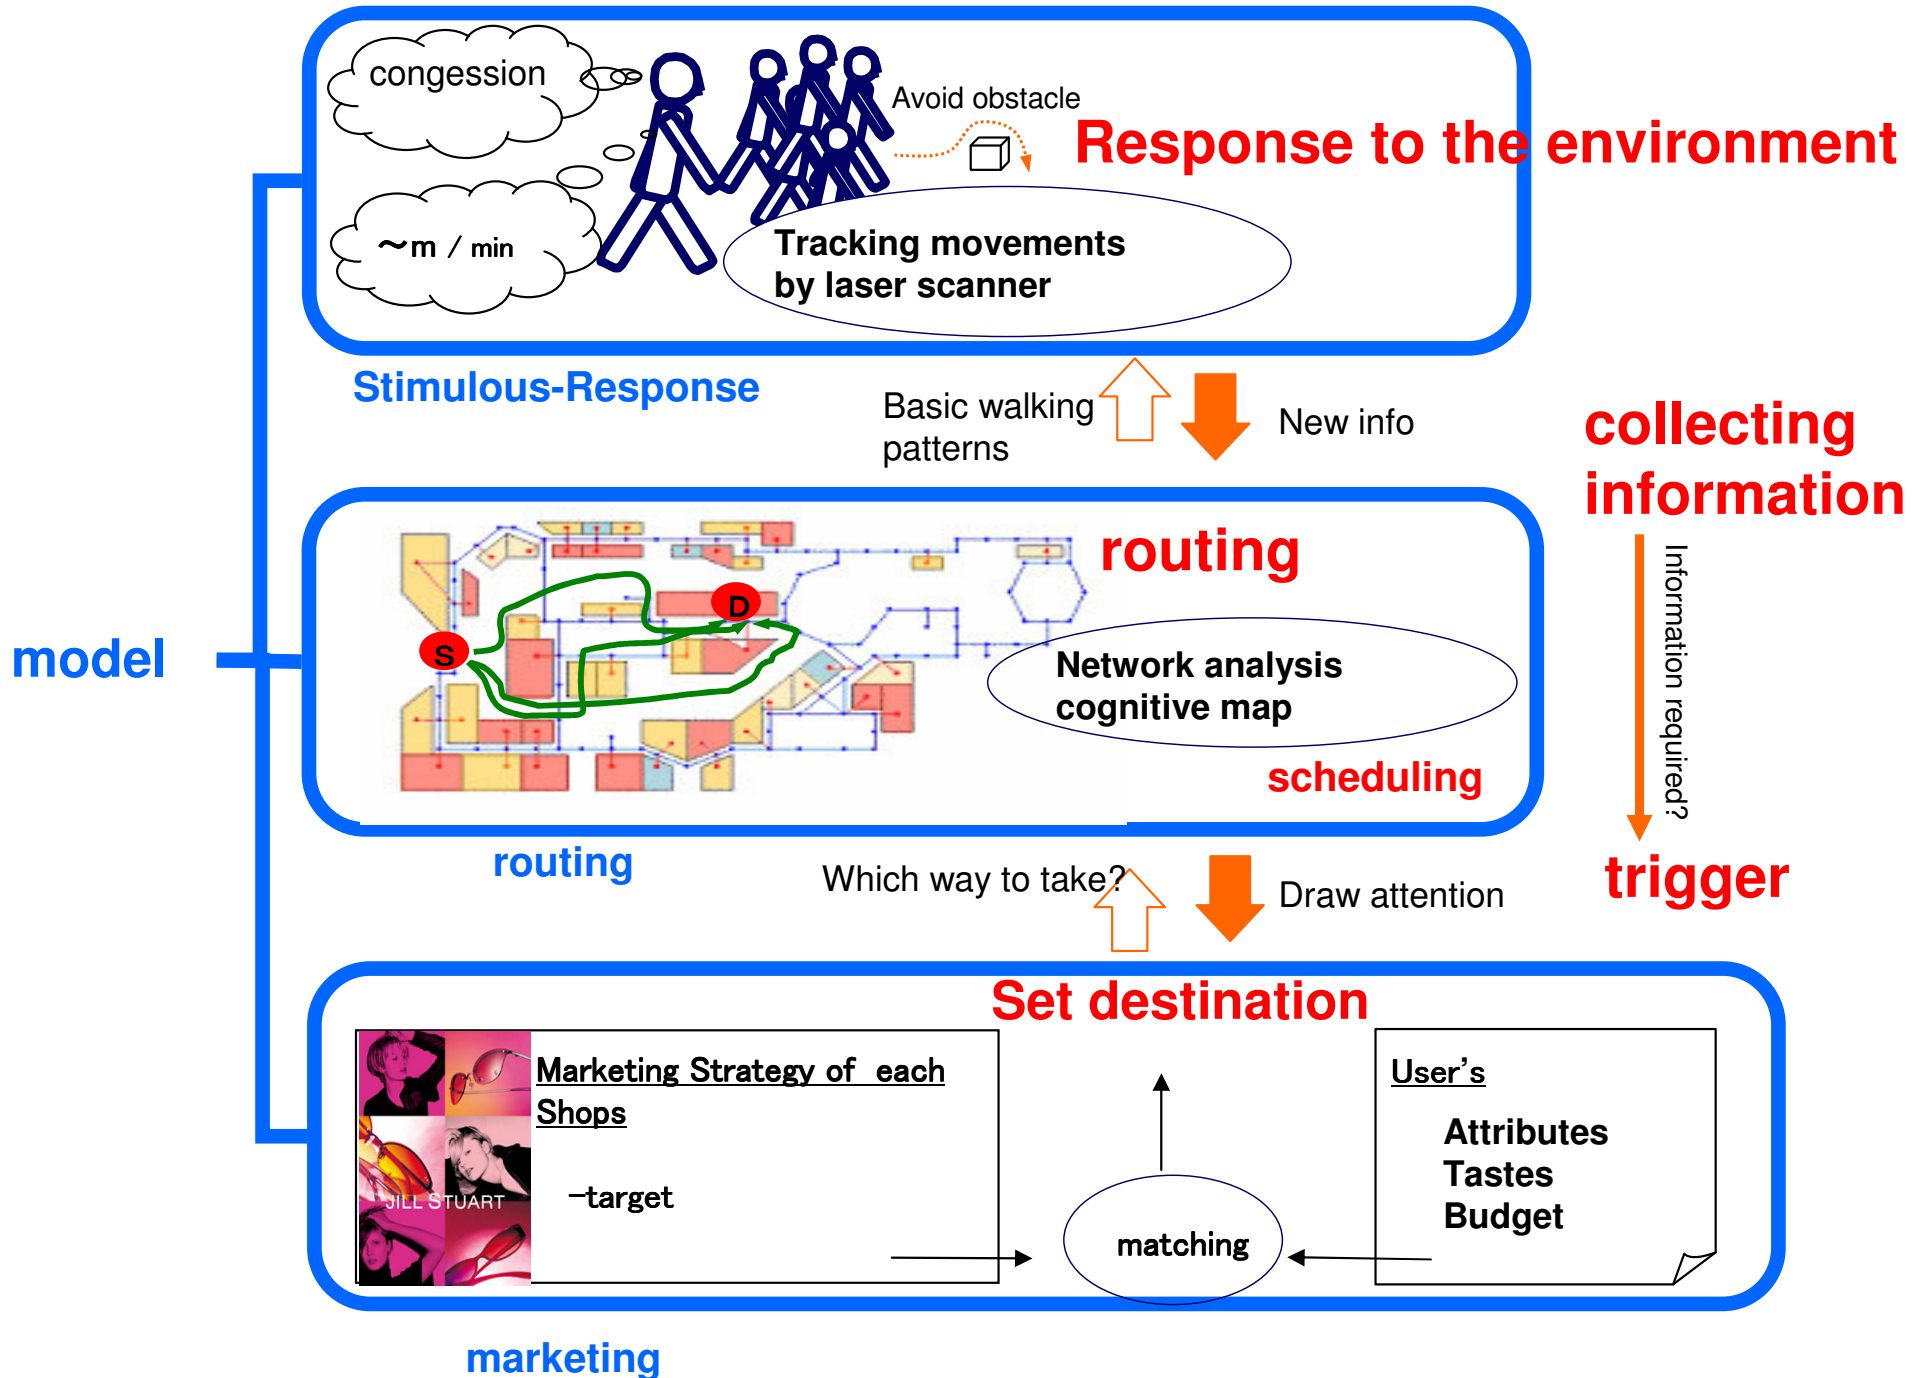 congession
Avoid obstacle
Response to the environment
~m / min
Tracking movements
by laser scanner
Stimulous-Response
Basic walking
patterns
New info
collecting
information
routing
S
D
model
Network analysis
cognitive map
Information required?
scheduling
routing
Which way to take?
Draw attention
trigger
Set destination
Marketing Strategy of each
Shops
-target
JILL STUART
matching
User's
Attributes
Tastes
Budget
marketing